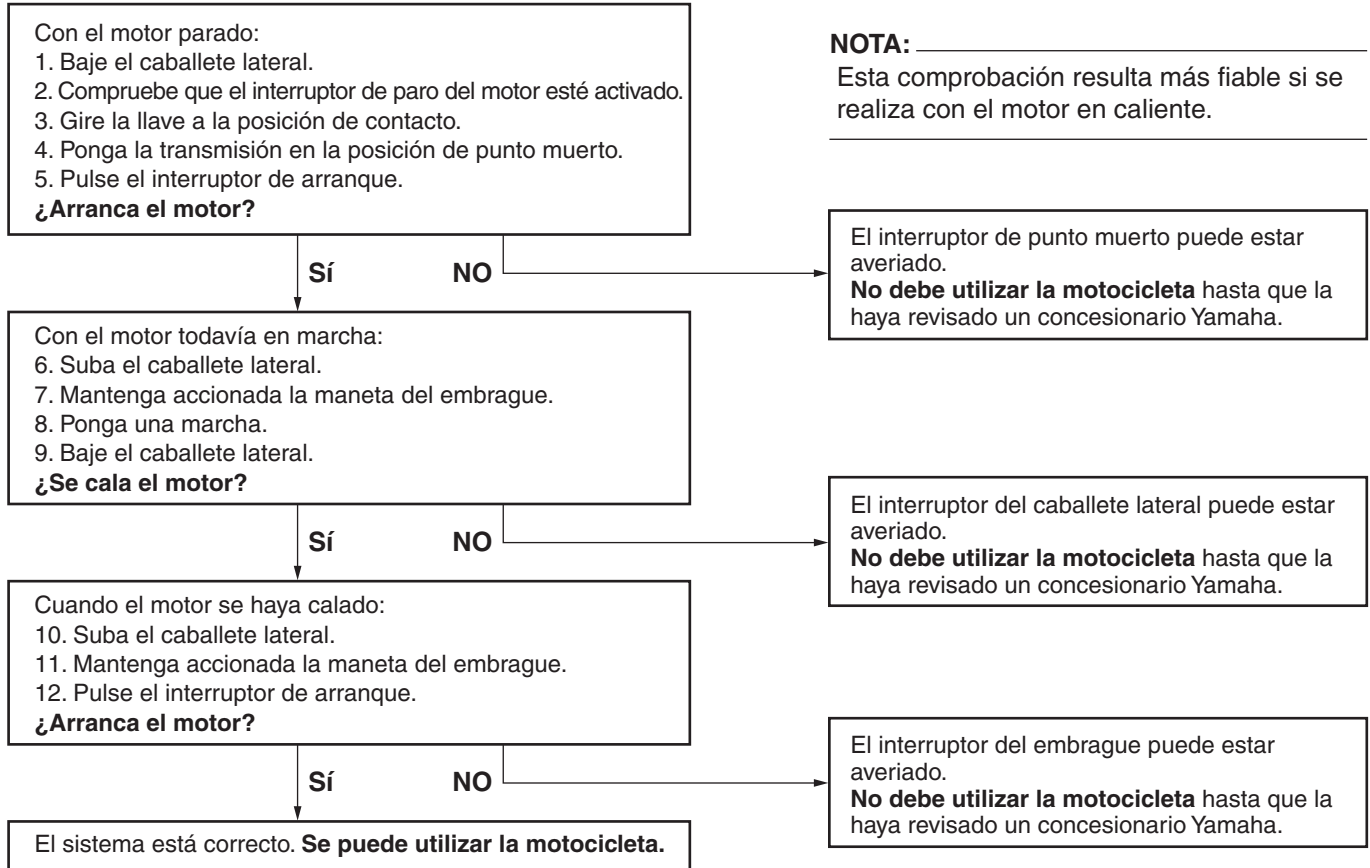 Con el motor parado:
1. Baje el caballete lateral.
2. Compruebe que el interruptor de paro del motor esté activado.
3. Gire la llave a la posición de contacto.
4. Ponga la transmisión en la posición de punto muerto.
5. Pulse el interruptor de arranque.
¿Arranca el motor?
NOTA:
Esta comprobación resulta más fiable si se
realiza con el motor en caliente.
Sí
NO
El interruptor de punto muerto puede estar
averiado.
No debe utilizar la motocicleta hasta que la
haya revisado un concesionario Yamaha.
Con el motor todavía en marcha:
6. Suba el caballete lateral.
7. Mantenga accionada la maneta del embrague.
8. Ponga una marcha.
9. Baje el caballete lateral.
¿Se cala el motor?
Sí
NO
El interruptor del caballete lateral puede estar
averiado.
No debe utilizar la motocicleta hasta que la
haya revisado un concesionario Yamaha.
Cuando el motor se haya calado:
10. Suba el caballete lateral.
11. Mantenga accionada la maneta del embrague.
12. Pulse el interruptor de arranque.
¿Arranca el motor?
Sí
NO
El interruptor del embrague puede estar
averiado.
No debe utilizar la motocicleta hasta que la
haya revisado un concesionario Yamaha.
El sistema está correcto. Se puede utilizar la motocicleta.